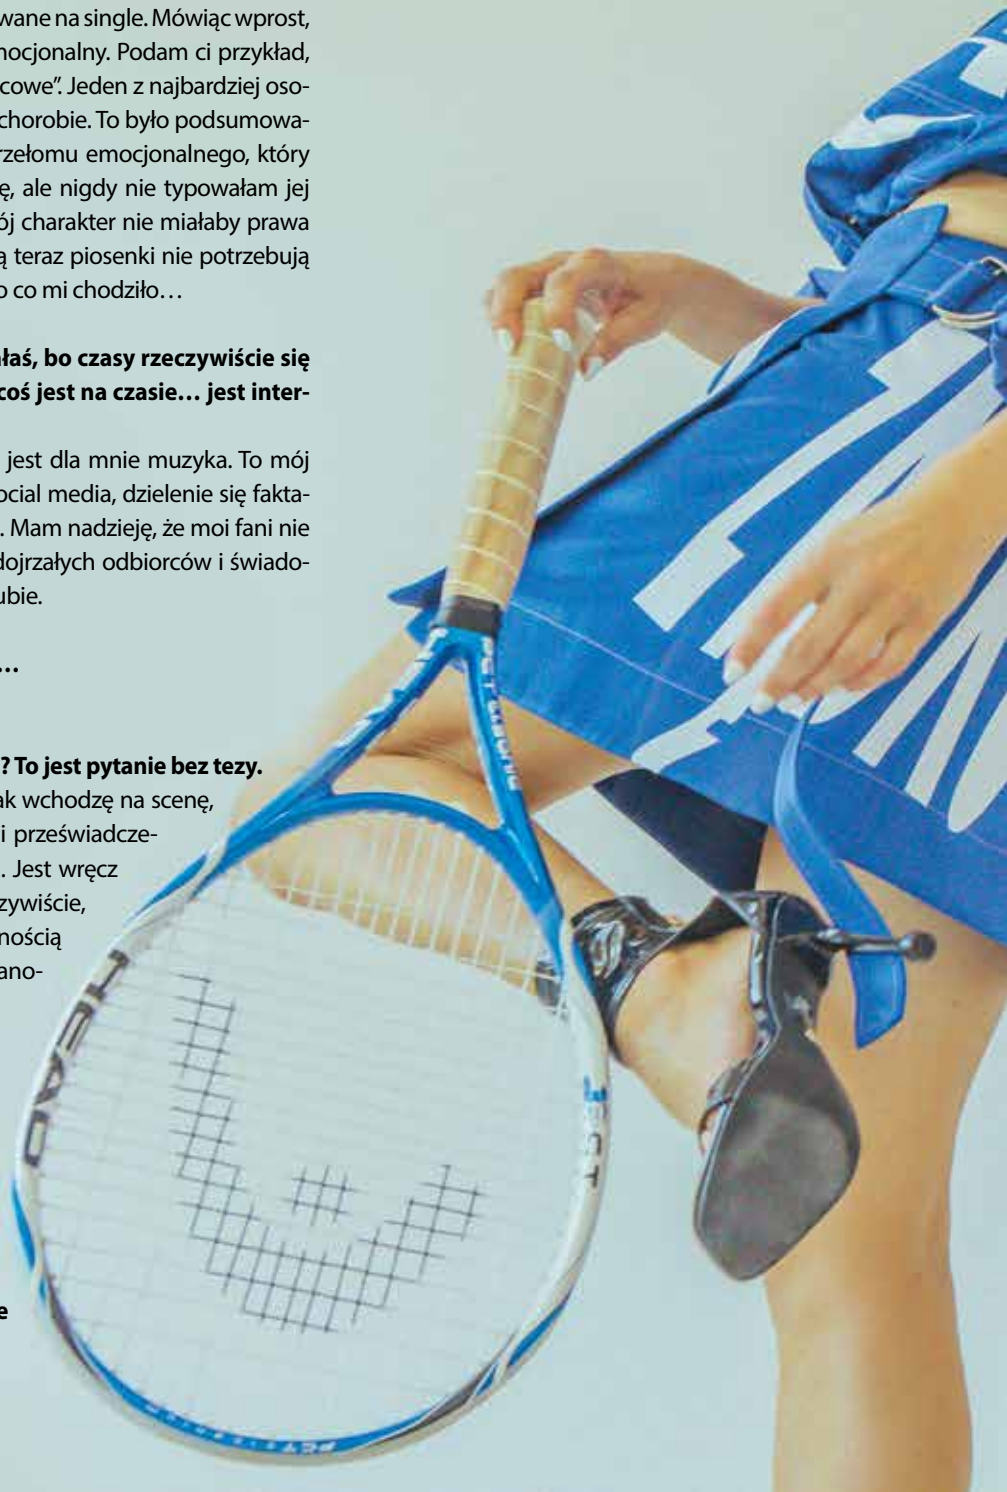 wane na single. Mówiąc wprost,
nocjonalny. Podam ci przykład,
cowe”. Jeden z najbardziej oso-
chorobie. To było podsumowa-
rzełomu emocjonalnego, który
ę, ale nigdy nie typowałam jej
ój charakter nie miałaby prawa
ą teraz piosenki nie potrzebują
o co mi chodziło…
ałaś, bo czasy rzeczywiście się
coś jest na czasie… jest inter-
jest dla mnie muzyka. To mój
ocial media, dzielenie się fakta-
. Mam nadzieję, że moi fani nie
dojrzałych odbiorców i świado-
ubie.
…
? To jest pytanie bez tezy.
ak wchodzę na scenę,
i przeświadcze-
. Jest wręcz
zywiście,
nością
ano-
e
HEAD